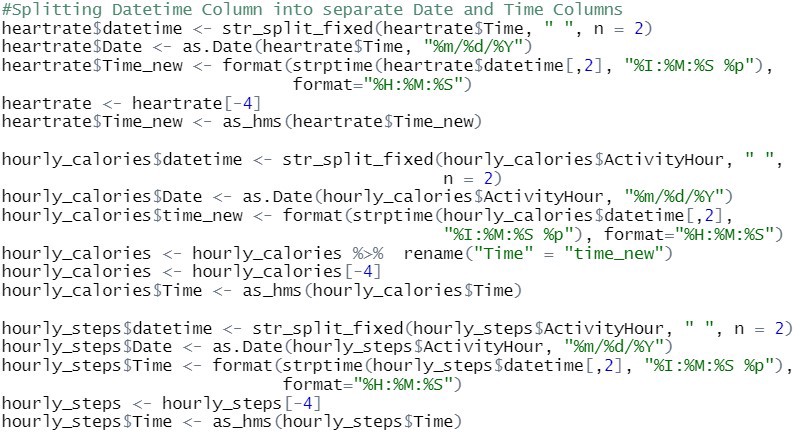 #Splitting Datetime Column into separate Date and Time Columns
heartrate$datetime <- str_split_fixed(heartrate$Time, " ", n = 2)
heartrate$Date <- as.Date(heartrate$Time, "%m/%d/%Y")
heartrate$Time_new <- format(strptime(heartrate$datetime[,2], "%I:%M:%S %p"),
format="%H:%M:%S")
heartrate <- heartrate[-4]
heartrate$Time_new <- as_hms(heartrate$Time_new)
hourly_calories$datetime <- str_split_fixed(hourly_calories$ActivityHour, " ",
n = 2)
hourly_calories$Date <- as.Date(hourly_calories$ActivityHour, "%m/%d/%Y")
hourly_calories$time_new <- format(strptime(hourly_calories$datetime[,2],
"%I:%M:%S %p"), format="%H:%M:%S")
hourly_calories <- hourly_calories %>%  rename("Time" = "time_new")
hourly_calories <- hourly_calories[-4]
hourly_calories$Time <- as_hms(hourly_calories$Time)
hourly_steps$datetime <- str_split_fixed(hourly_steps$ActivityHour, " ", n = 2)
hourly_steps$Date <- as.Date(hourly_steps$ActivityHour, "%m/%d/%Y")
hourly_steps$Time <- format(strptime(hourly_steps$datetime[,2], "%I:%M:%S %p"),
format="%H:%M:%S")
hourly_steps <- hourly_steps[-4]
hourly_steps$Time <- as_hms(hourly_steps$Time)